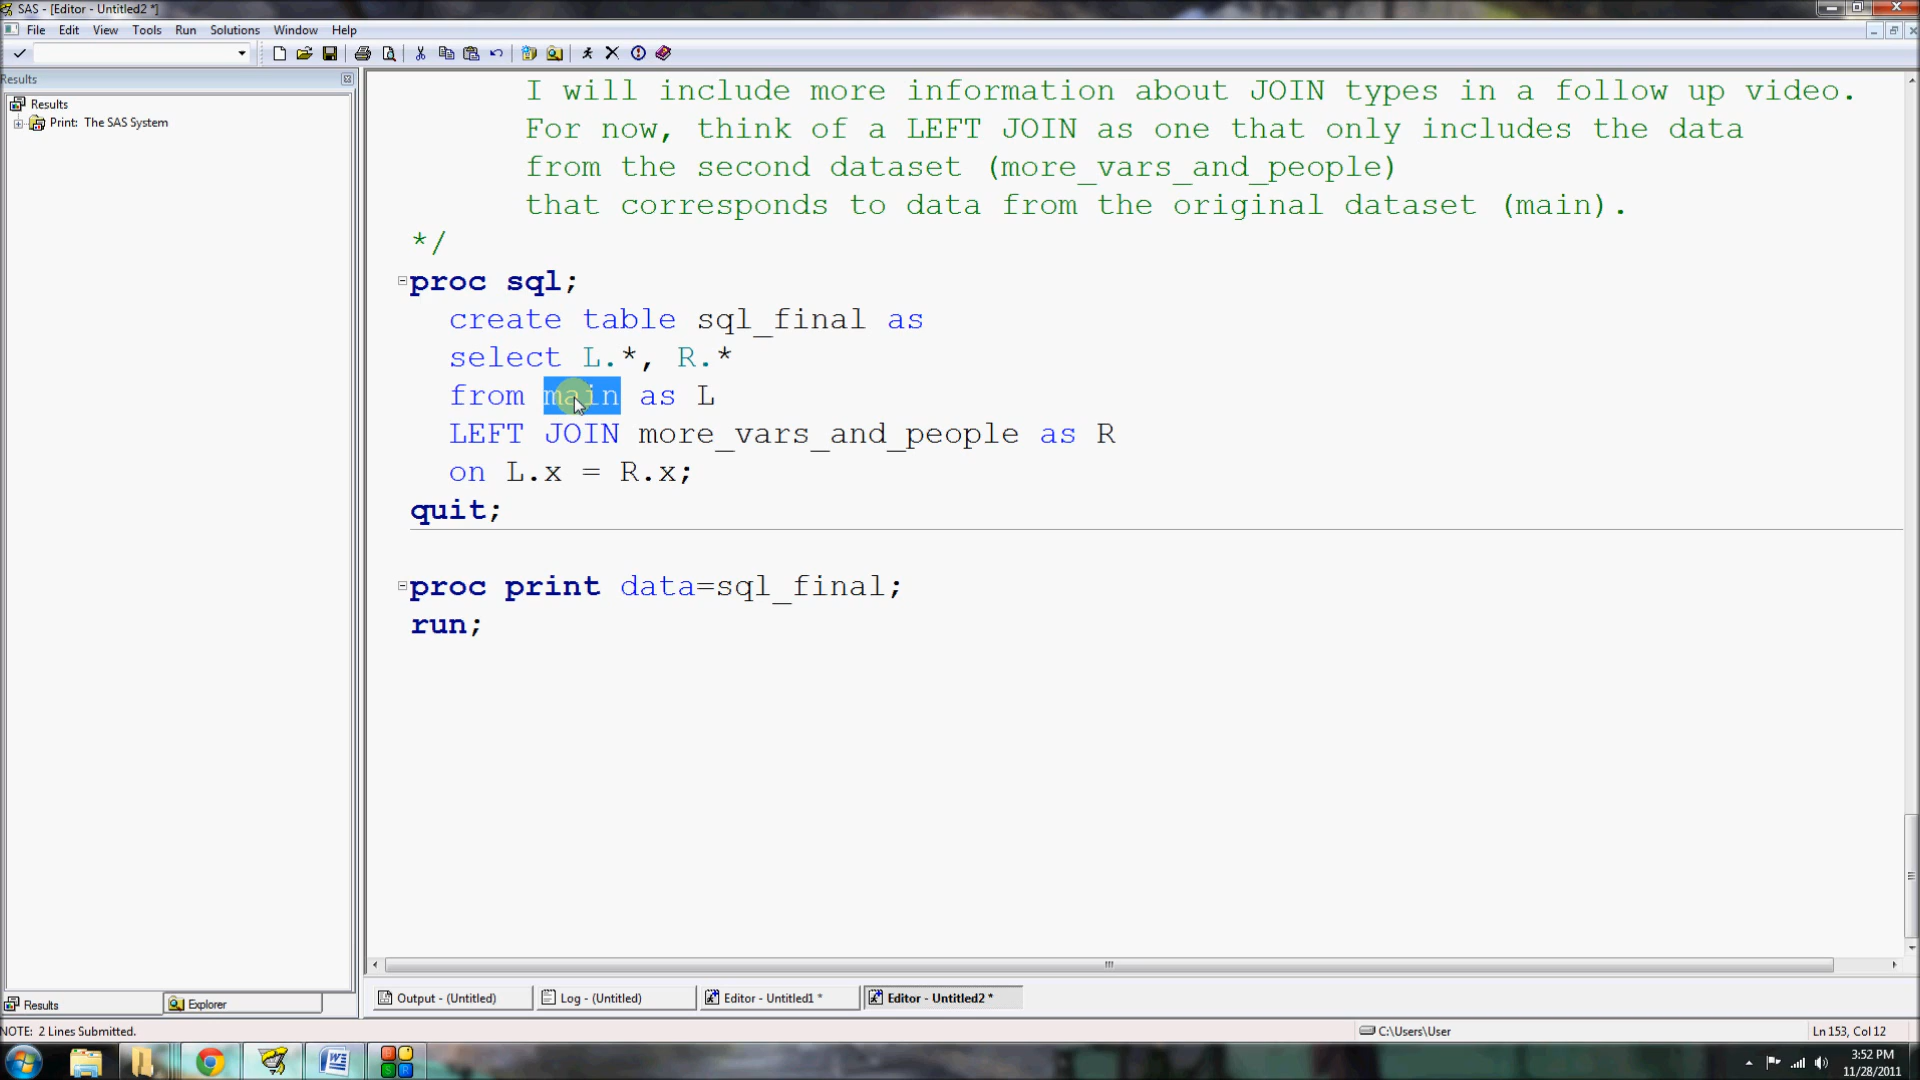 SAS - [Editor - Untitled2 *]
File Edit View Tools Run Solutions Window Help
Results
Results
Print: The SAS System
I will include more information about JOIN types in a follow up video.
For now, think of a LEFT JOIN as one that only includes the data
from the second dataset (more_vars_and_people)
that corresponds to data from the original dataset (main).
*/
proc sql;
create table sql_final as
select L.*, R.*
from main as L
LEFT JOIN more_vars_and_people as R
on L.x = R.x;
quit;
proc print data=sql_final;
run;
Results Explorer
Output - (Untitled) Log - (Untitled) Editor - Untitled1 * Editor - Untitled2 *
NOTE: 2 Lines Submitted. C:\Users\User Ln 153, Col 12
3:52 PM
11/28/2011